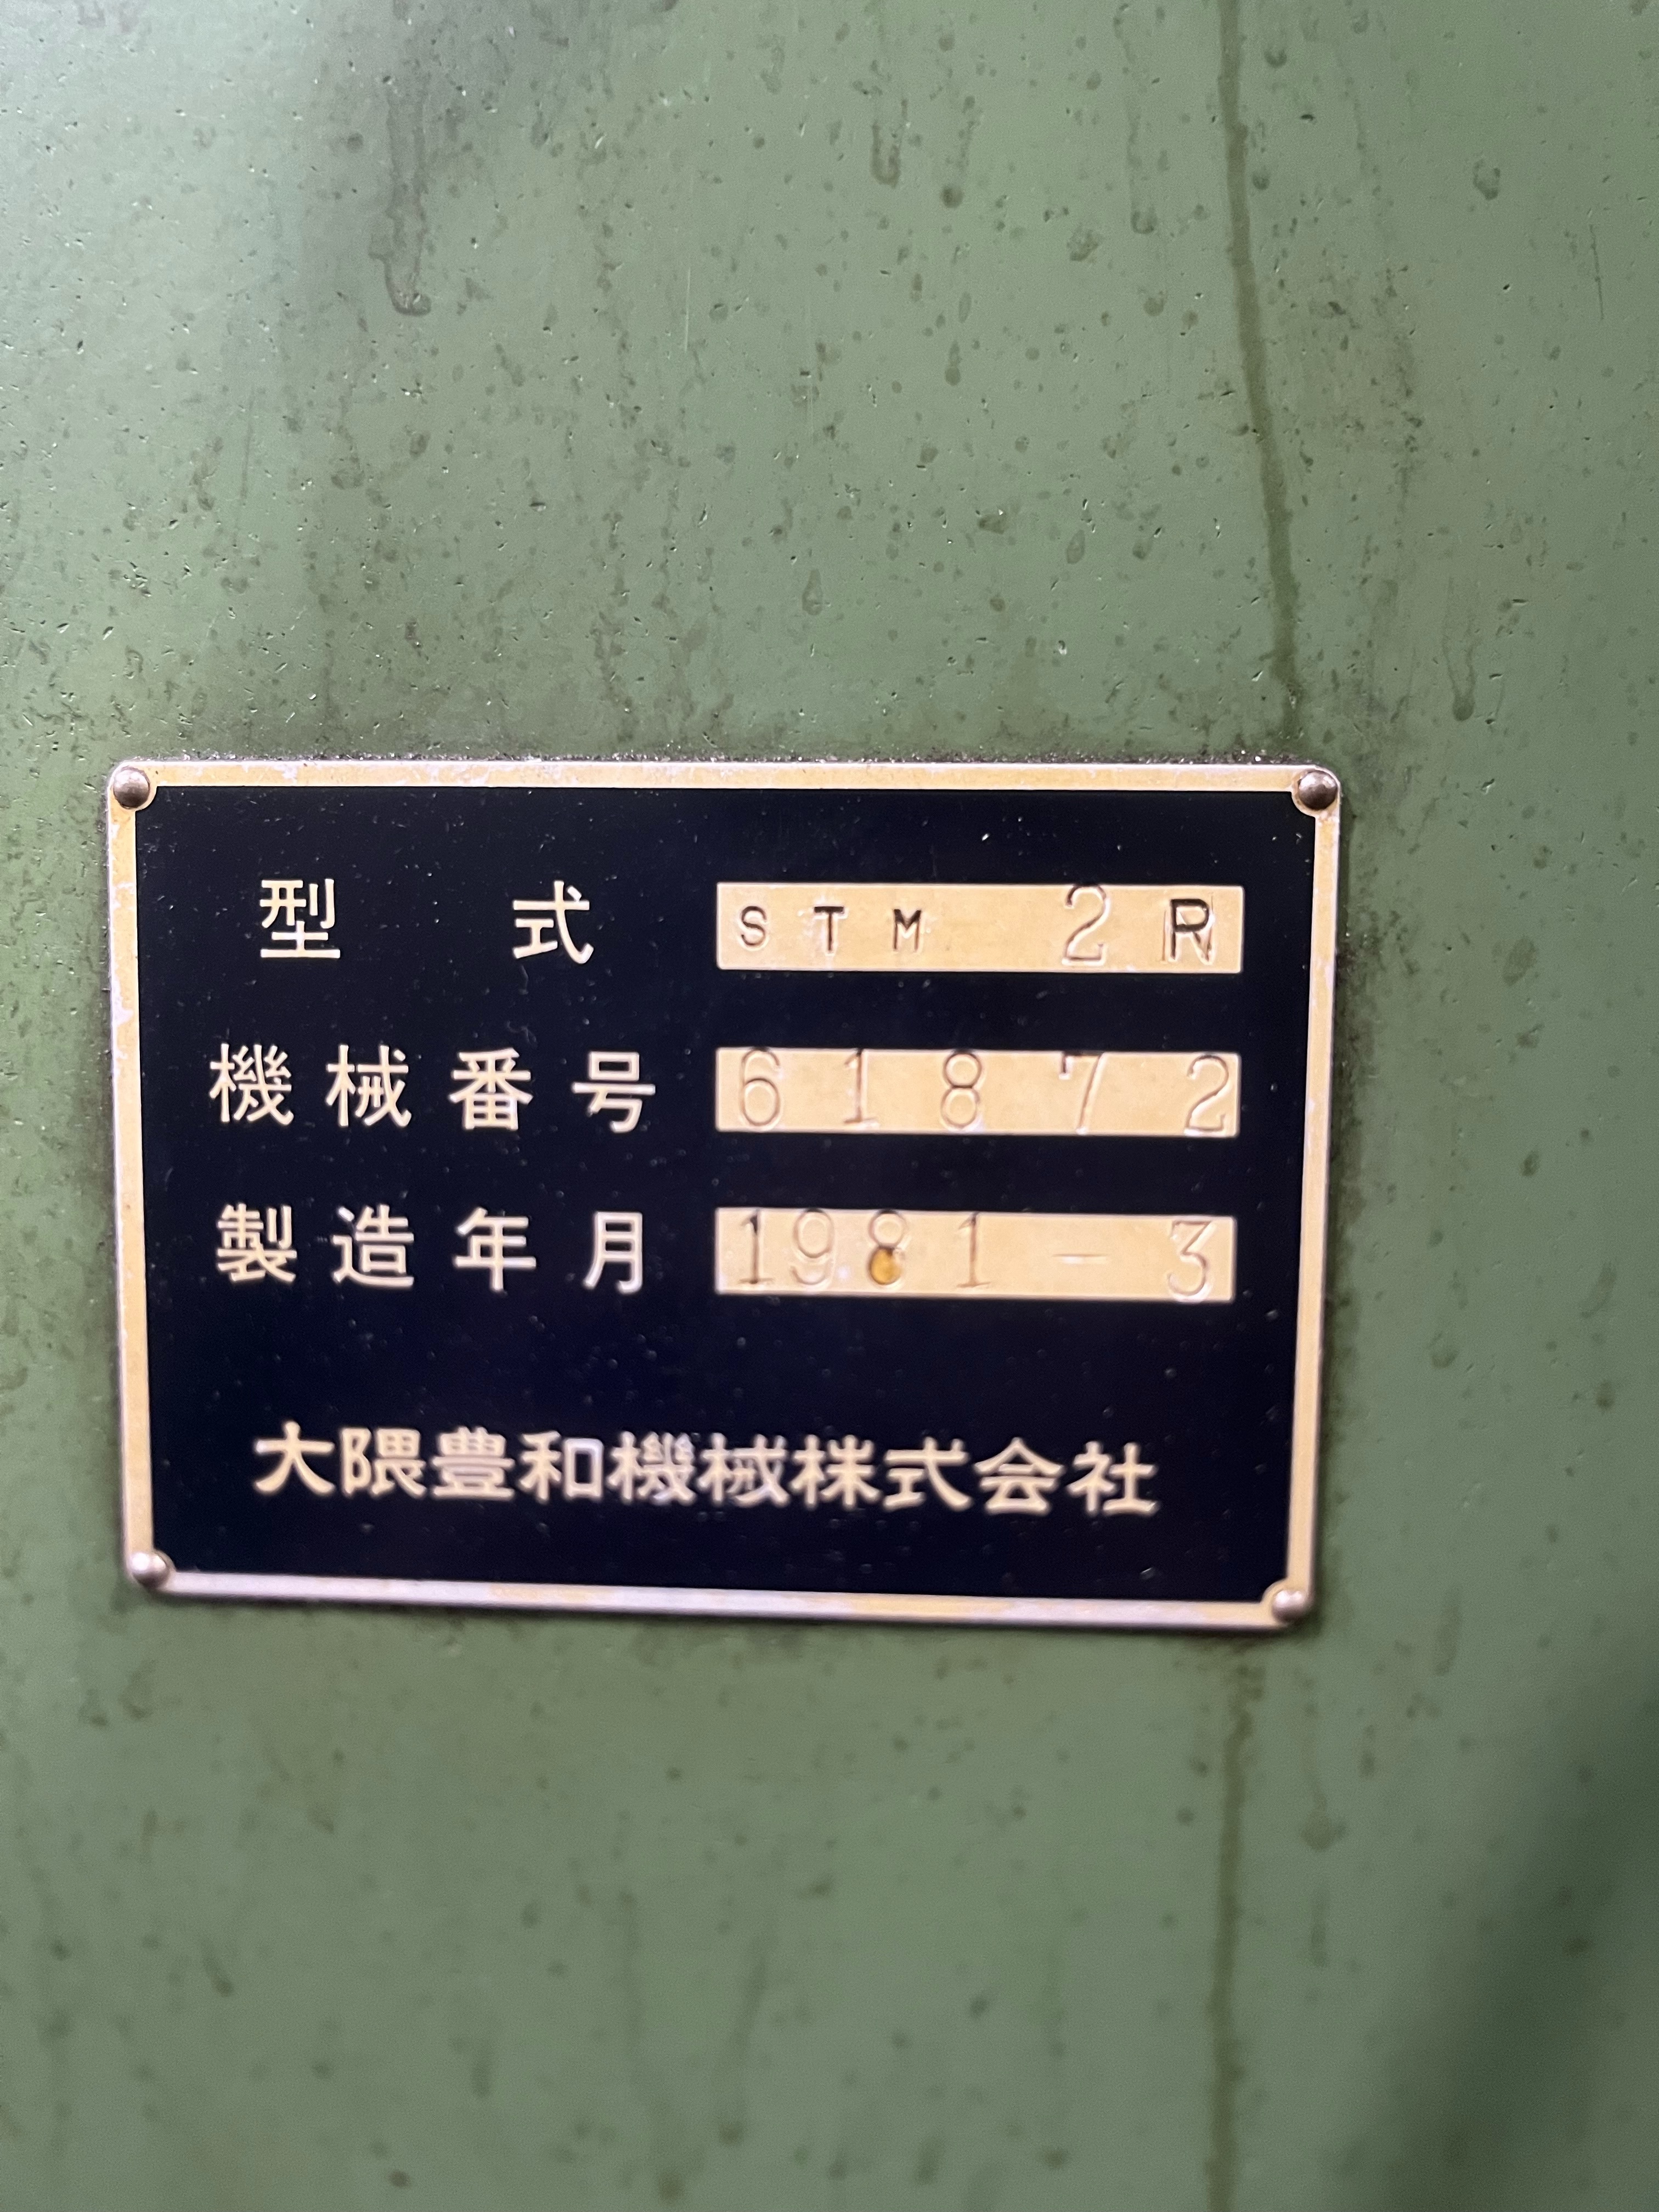 型式 STM 2R
機械番号 61872
製造年月 1981-3
大隈豊和機械株式会社